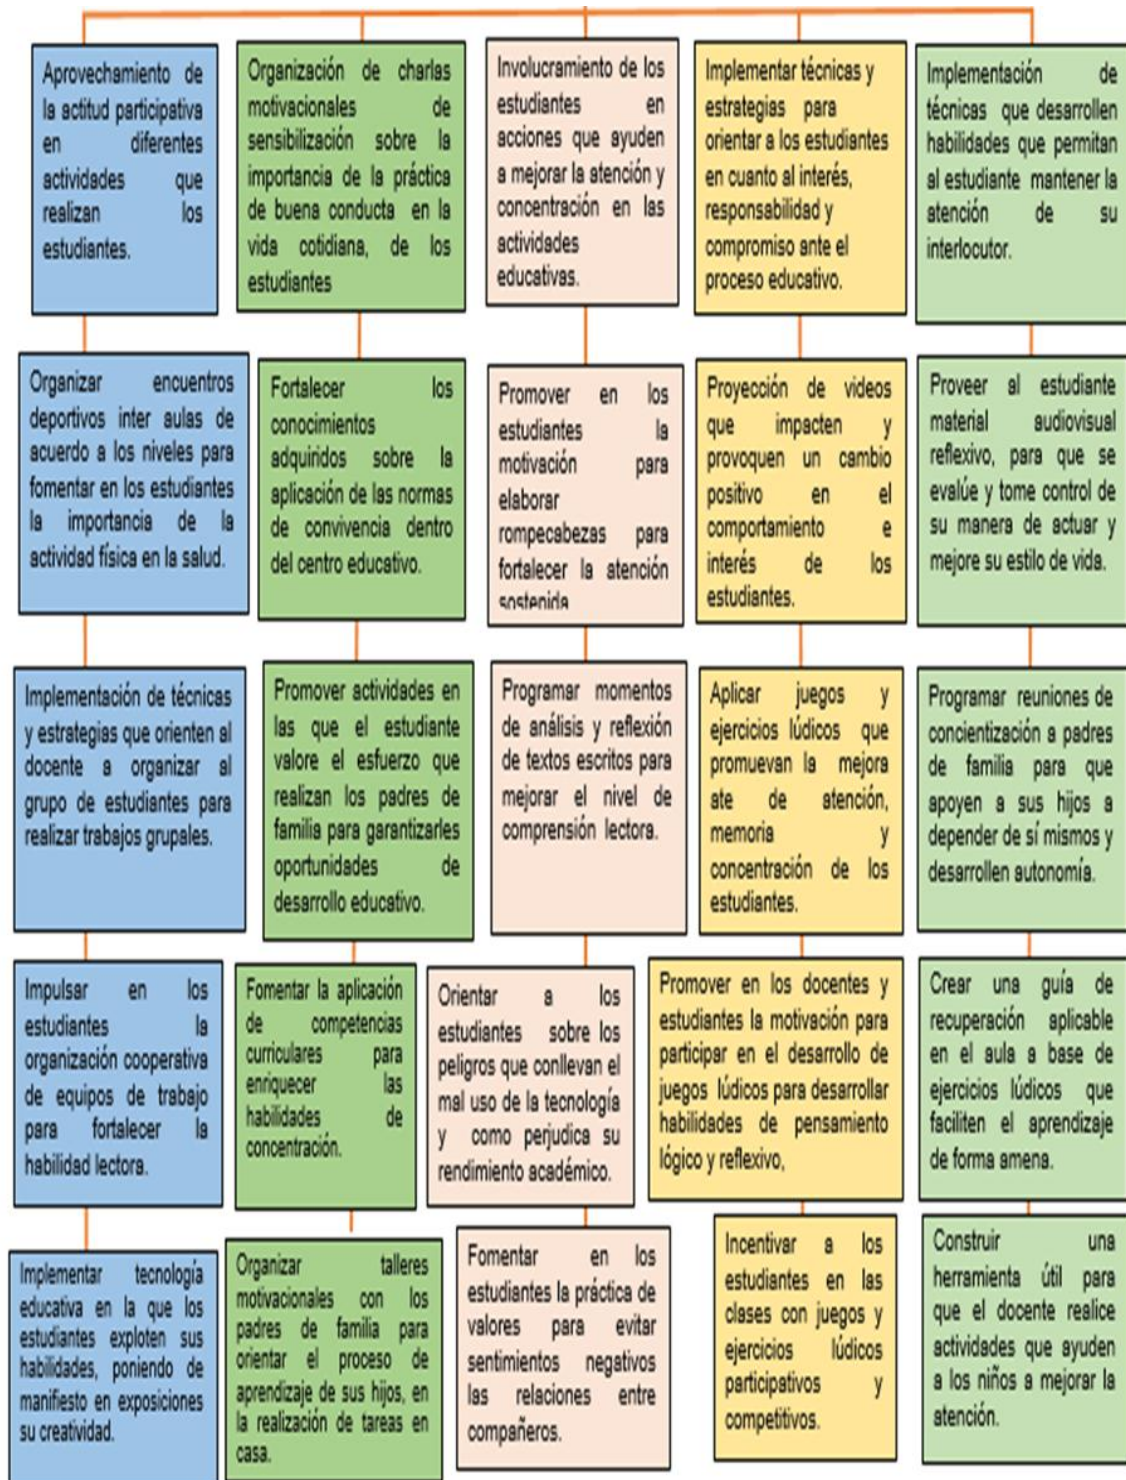 Aprovechamiento de
la actitud participativa
en diferentes
actividades que
realizan los
estudiantes.
Organización de charlas
motivacionales de
sensibilización sobre la
importancia de la práctica
de buena conducta en la
vida cotidiana, de los
estudiantes
Involucramiento de los
estudiantes en
acciones que ayuden
a mejorar la atención y
concentración en las
actividades
educativas.
Implementar técnicas y
estrategias para
orientar a los estudiantes
en cuanto al interés,
responsabilidad y
compromiso ante el
proceso educativo.
Implementación de
técnicas que desarrollen
habilidades que permitan
al estudiante mantener la
atención de su
interlocutor.
Organizar encuentros
deportivos inter aulas de
acuerdo a los niveles para
fomentar en los estudiantes
la importancia de la
actividad física en la salud.
Fortalecer los
conocimientos
adquiridos sobre la
aplicación de las normas
de convivencia dentro
del centro educativo.
Promover en los
estudiantes la
motivación para
elaborar
rompecabezas para
fortalecer la atención
sostenida
Proyección de videos
que impacten y
provoquen un cambio
positivo en el
comportamiento e
interés de los
estudiantes.
Proveer al estudiante
material audiovisual
reflexivo, para que se
evalúe y tome control de
su manera de actuar y
mejore su estilo de vida.
Implementación de técnicas
y estrategias que orienten al
docente a organizar al
grupo de estudiantes para
realizar trabajos grupales.
Promover actividades en
las que el estudiante
valore el esfuerzo que
realizan los padres de
familia para garantizarles
oportunidades de
desarrollo educativo.
Programar momentos
de análisis y reflexión
de textos escritos para
mejorar el nivel de
comprensión lectora.
Aplicar juegos y
ejercicios lúdicos que
promuevan la mejora
ate de atención,
memoria y
concentración de los
estudiantes.
Programar reuniones de
concientización a padres
de familia para que
apoyen a sus hijos a
depender de sí mismos y
desarrollen autonomía.
Impulsar en los
estudiantes la
organización cooperativa
de equipos de trabajo
para fortalecer la
habilidad lectora.
Fomentar la aplicación
de competencias
curriculares para
enriquecer las
habilidades de
concentración.
Orientar a los
estudiantes sobre los
peligros que conllevan el
mal uso de la tecnología
y como perjudica su
rendimiento académico.
Promover en los docentes y
estudiantes la motivación para
participar en el desarrollo de
juegos lúdicos para desarrollar
habilidades de pensamiento
lógico y reflexivo,
Crear una guía de
recuperación aplicable
en el aula a base de
ejercicios lúdicos que
faciliten el aprendizaje
de forma amena.
Implementar tecnología
educativa en la que los
estudiantes exploten sus
habilidades, poniendo de
manifiesto en exposiciones
su creatividad.
Organizar talleres
motivacionales con los
padres de familia para
orientar el proceso de
aprendizaje de sus hijos, en
la realización de tareas en
casa.
Fomentar en los
estudiantes la práctica de
valores para evitar
sentimientos negativos
las relaciones entre
compañeros.
Incentivar a los
estudiantes en las
clases con juegos y
ejercicios lúdicos
participativos y
competitivos.
Construir una
herramienta útil para
que el docente realice
actividades que ayuden
a los niños a mejorar la
atención.